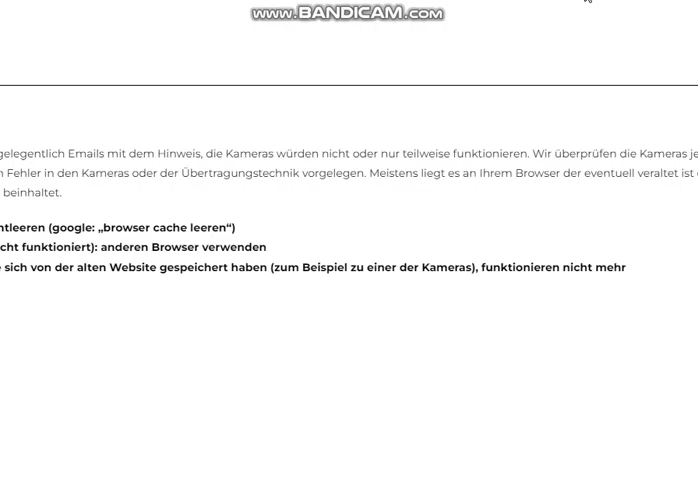 www.BANDICAM.com
gelegentlich Emails mit dem Hinweis, die Kameras würden nicht oder nur teilweise funktionieren. Wir überprüfen die Kameras
Fehler in den Kameras oder der Übertragungstechnik vorgelegen. Meistens liegt es an Ihrem Browser der eventuell veraltet ist
beinhaltet.
ntleeren (google: „browser cache leeren“)
cht funktioniert): anderen Browser verwenden
sich von der alten Website gespeichert haben (zum Beispiel zu einer der Kameras), funktionieren nicht mehr